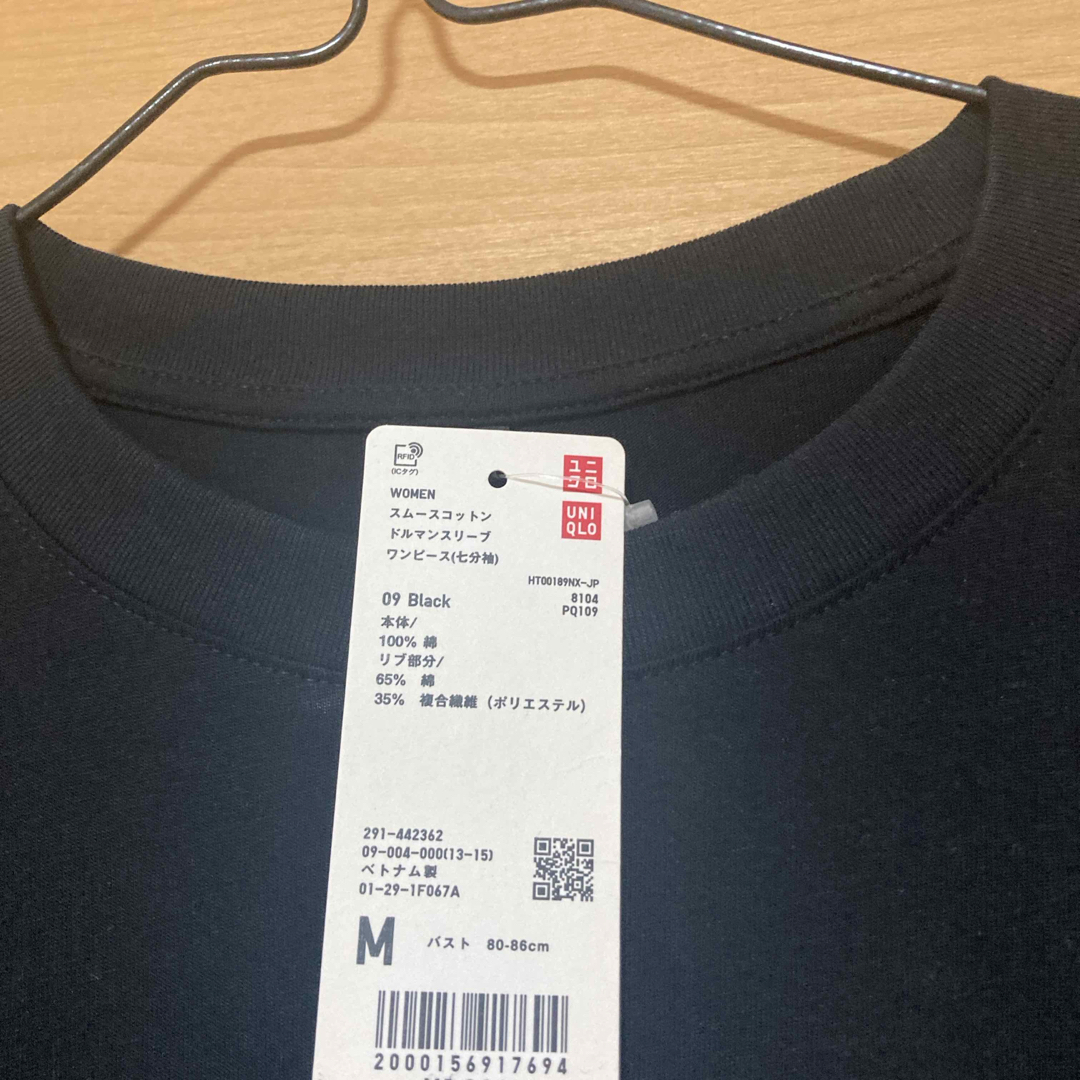 RFID
(ICタグ)
ユニ
クロ
UNI
QLO
WOMEN
スムースコットン
ドルマンスリーブ
ワンピース(七分袖)
HT00189NX-JP
8104
PQ109
09 Black
本体/
100% 綿
リブ部分/
65% 綿
35% 複合繊維 (ポリエステル)
291-442362
09-004-000(13-15)
ベトナム製
01-29-1F067A
M バスト 80-86cm
2000156917694